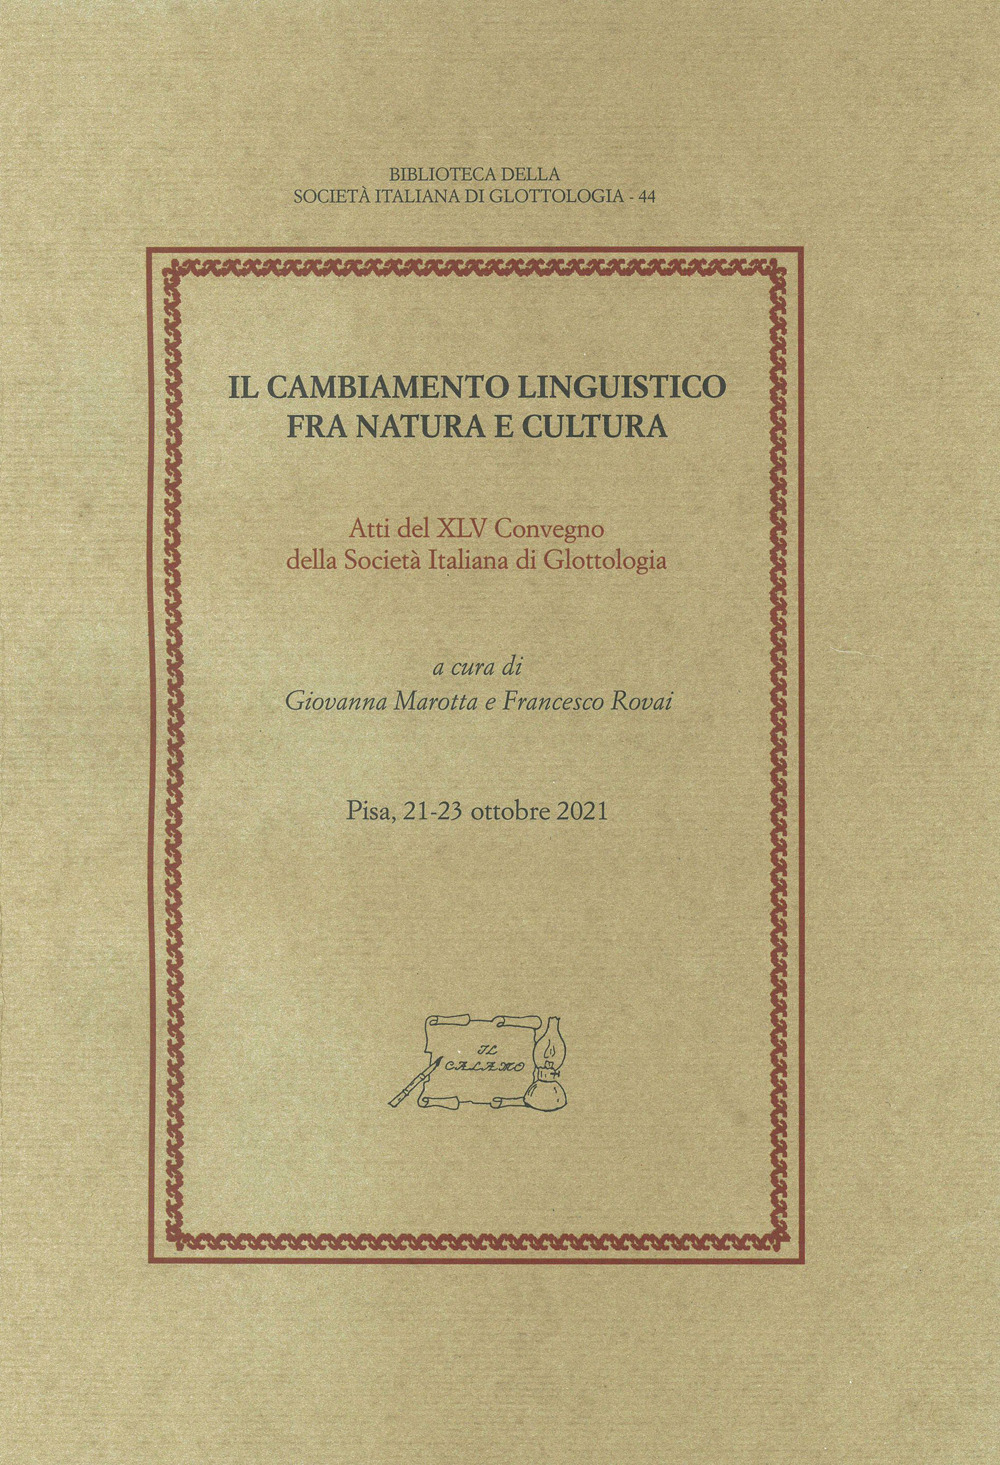 BIBLIOTECA DELLA
SOCIETÀ ITALIANA DI GLOTTOLOGIA - 44
IL CAMBIAMENTO LINGUISTICO
FRA NATURA E CULTURA
Atti del XLV Convegno
della Società Italiana di Glottologia
a cura di
Giovanna Marotta e Francesco Rovai
Pisa, 21-23 ottobre 2021
IL
CALAMO